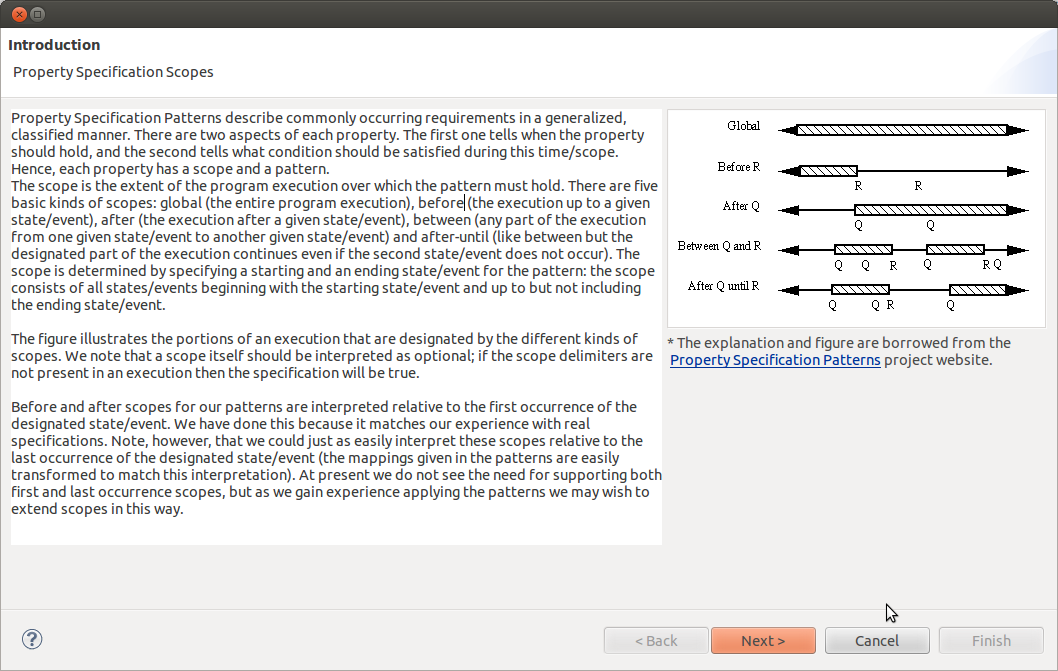 Introduction
Property Specification Scopes
Property Specification Patterns describe commonly occurring requirements in a generalized,
classified manner. There are two aspects of each property. The first one tells when the property
should hold, and the second tells what condition should be satisfied during this time/scope.
Hence, each property has a scope and a pattern.
The scope is the extent of the program execution over which the pattern must hold. There are five
basic kinds of scopes: global (the entire program execution), before (the execution up to a given
state/event), after (the execution after a given state/event), between (any part of the execution
from one given state/event to another given state/event) and after-until (like between but the
designated part of the execution continues even if the second state/event does not occur). The
scope is determined by specifying a starting and an ending state/event for the pattern: the scope
consists of all states/events beginning with the starting state/event and up to but not including
the ending state/event.
The figure illustrates the portions of an execution that are designated by the different kinds of
scopes. We note that a scope itself should be interpreted as optional; if the scope delimiters are
not present in an execution then the specification will be true.
Before and after scopes for our patterns are interpreted relative to the first occurrence of the
designated state/event. We have done this because it matches our experience with real
specifications. Note, however, that we could just as easily interpret these scopes relative to the
last occurrence of the designated state/event (the mappings given in the patterns are easily
transformed to match this interpretation). At present we do not see the need for supporting both
first and last occurrence scopes, but as we gain experience applying the patterns we may wish to
extend scopes in this way.
Global
Before R
R R
After Q
Q Q
Between Q and R
Q Q R Q R Q
After Q until R
Q Q R Q
* The explanation and figure are borrowed from the
Property Specification Patterns project website.
?
< Back Next > Cancel Finish